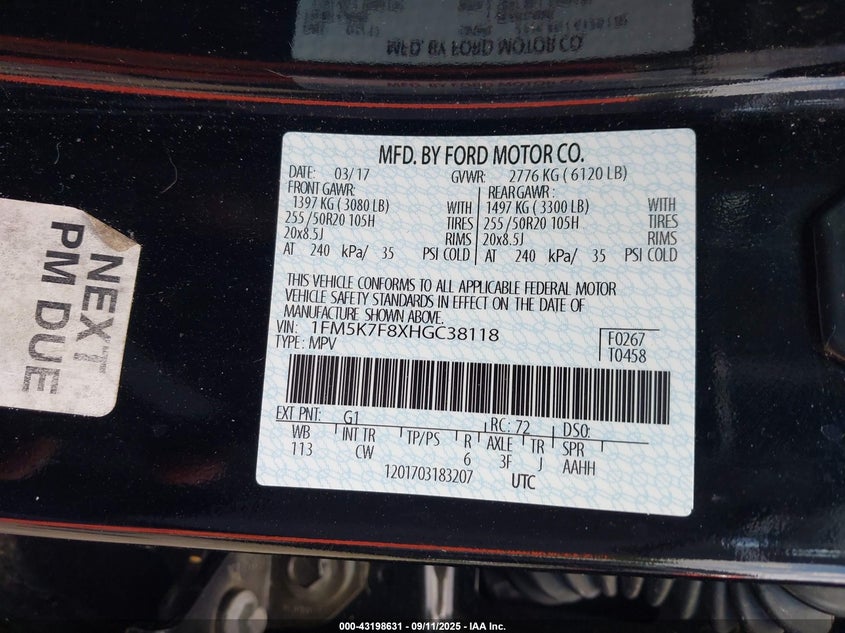 MFD. BY FORD MOTOR CO.
MFD. BY FORD MOTOR CO.
DATE: 03/17 GVWR: 2776 KG ( 6120 LB)
FRONT GAWR: REAR GAWR:
1397 KG (3080 LB) WITH 1497 KG (3300 LB) WITH
255 /50R20 105H TIRES 255 /50R20 105H TIRES
20x8.5J RIMS 20x8.5J RIMS
AT 240 kPa/ 35 PSI COLD AT 240 kPa/ 35 PSI COLD
THIS VEHICLE CONFORMS TO ALL APPLICABLE FEDERAL MOTOR
VEHICLE SAFETY STANDARDS IN EFFECT ON THE DATE OF
MANUFACTURE SHOWN ABOVE.
VIN: 1FM5K7F8XHGC38118 F0267
TYPE: MPV T0458
EXT PNT: G1 RC: 72 DSO:
WB INT TR TP/PS R AXLE TR SPR
113 CW 6 3F J AAHH
1201703183207 UTC
NEXT
PM DUE
000-43198631 - 09/11/2025 - IAA Inc.